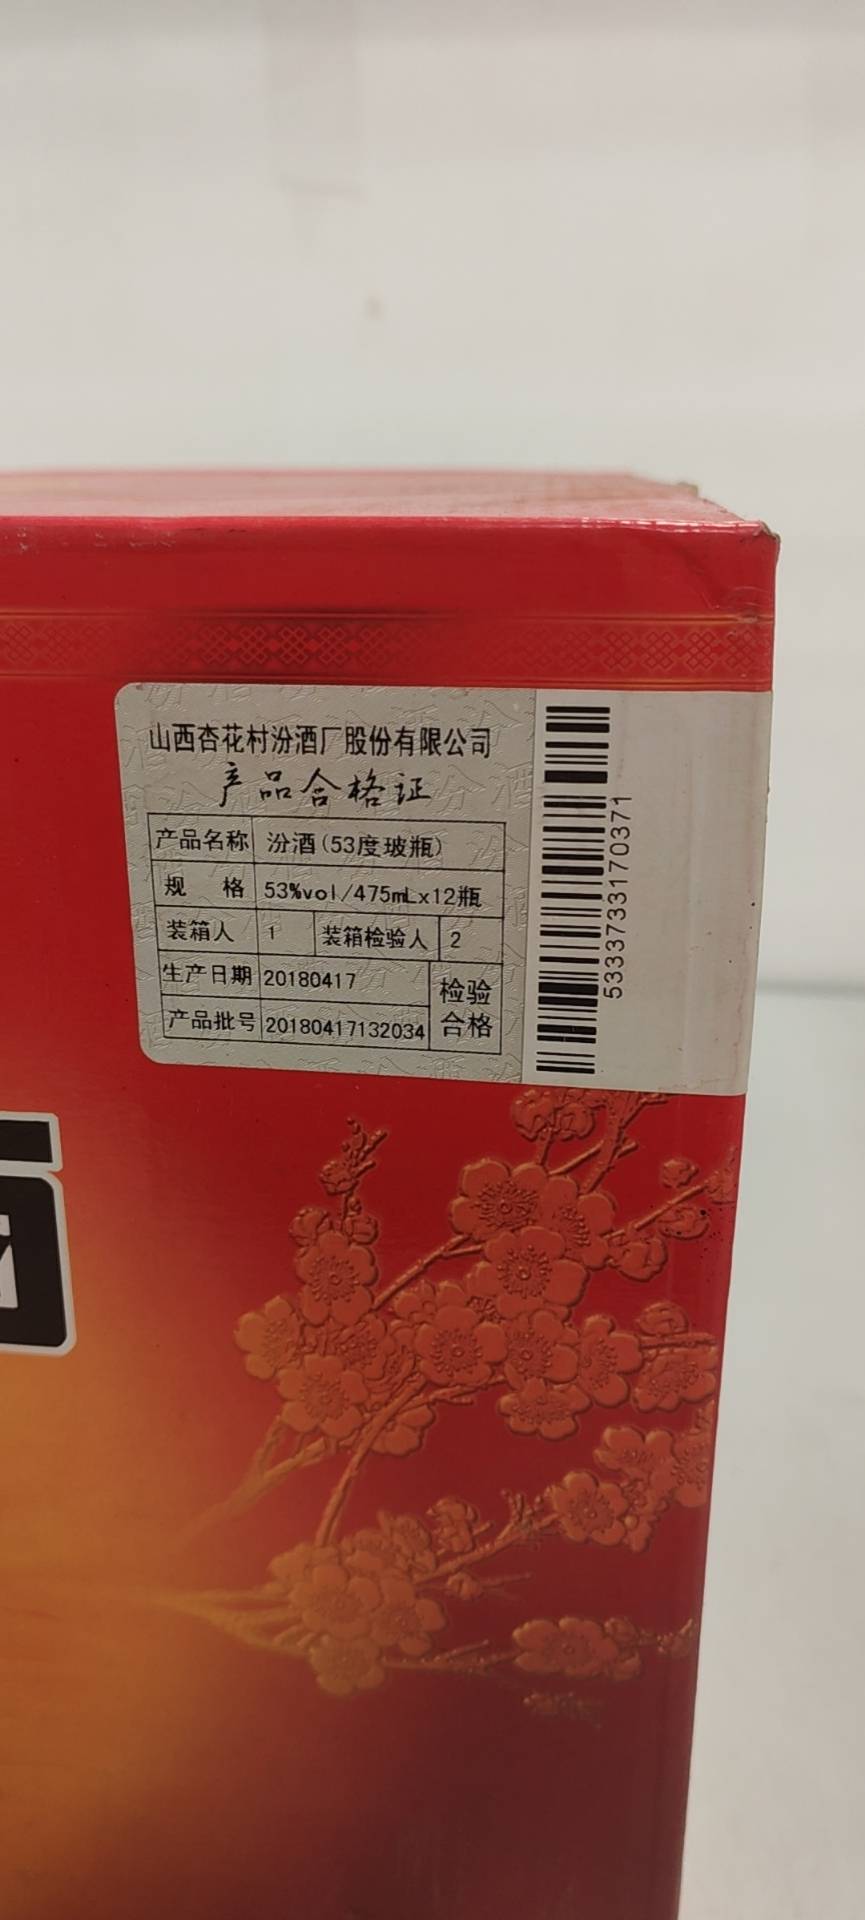 山西杏花村汾酒厂股份有限公司
产品合格证
产品名称 汾酒(53度玻瓶)
规 格 53%vol/475mL×12瓶
装箱人 1 装箱检验人 2
生产日期 20180417 检验
产品批号 20180417132034 合格
5333733170371